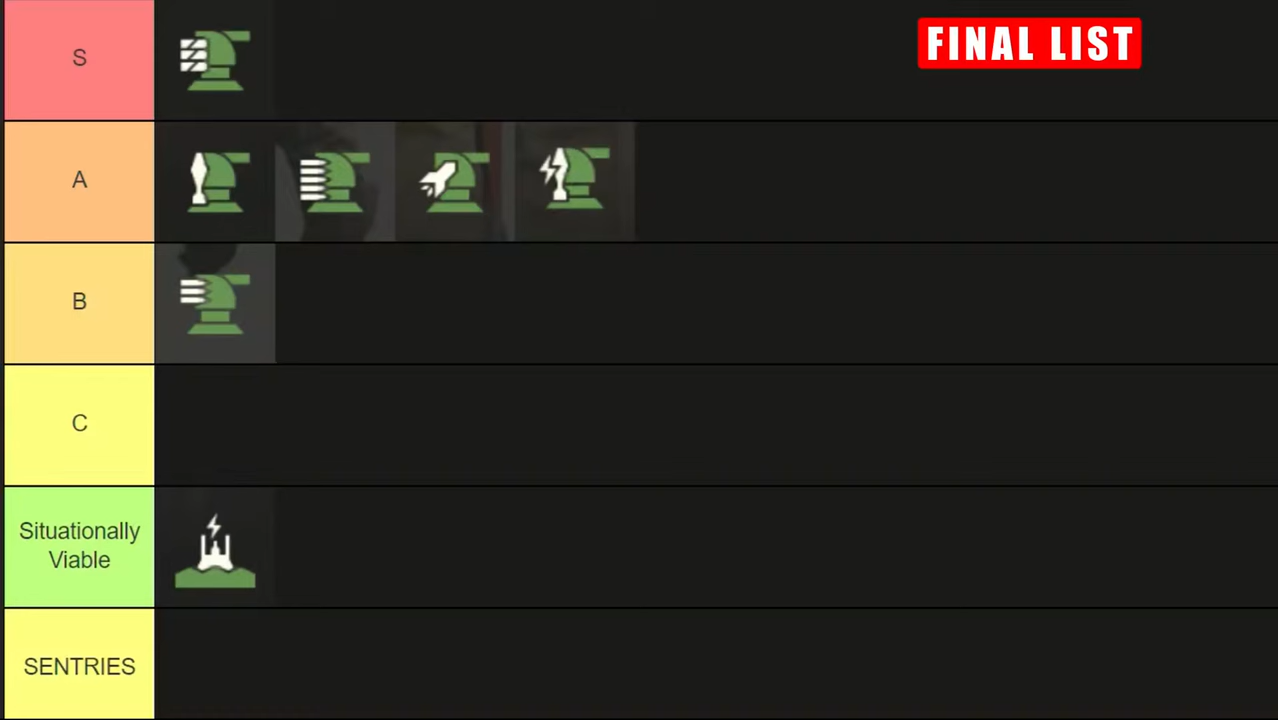 S
FINAL LIST
A
B
C
Situationally
Viable
SENTRIES